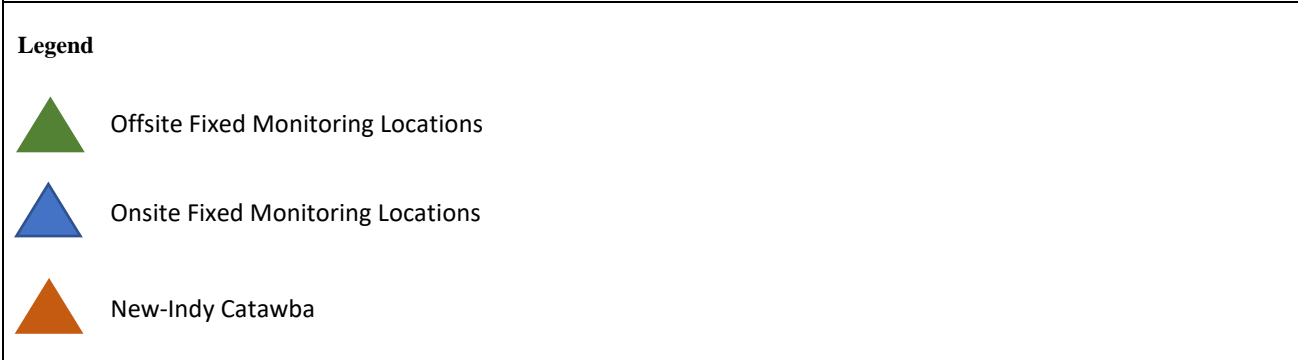 Legend
Offsite Fixed Monitoring Locations
Onsite Fixed Monitoring Locations
New-Indy Catawba